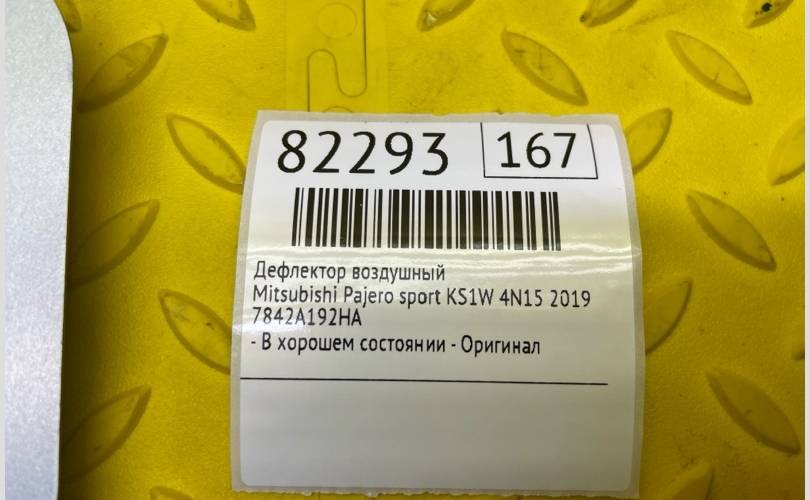 82293 167
Дефлектор воздушный
Mitsubishi Pajero sport KS1W 4N15 2019
7842A192HA
- В хорошем состоянии - Оригинал